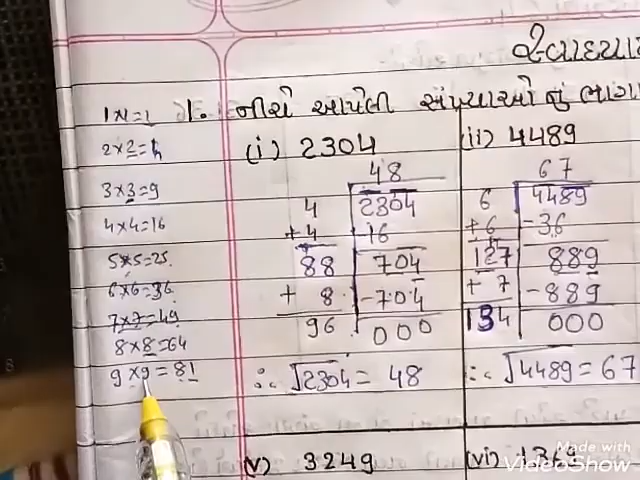 સ્વાધ્યાય
1. નીચે આપેલી સંખ્યાઓનું ભાગા
1×1=1
2×2=4
3×3=9
4×4=16
5×5=25
6×6=36
7×7=49
8×8=64
9×9=81
(i) 2304
48
4 2304
+4 16
88 704
+ 8 -704
96 000
∴ √2304 = 48
(ii) 4489
67
6 4489
+6 -36
127 889
+ 7 -889
134 000
∴ √4489 = 67
(v) 3249
(vi) 1369
Made with
VideoShow